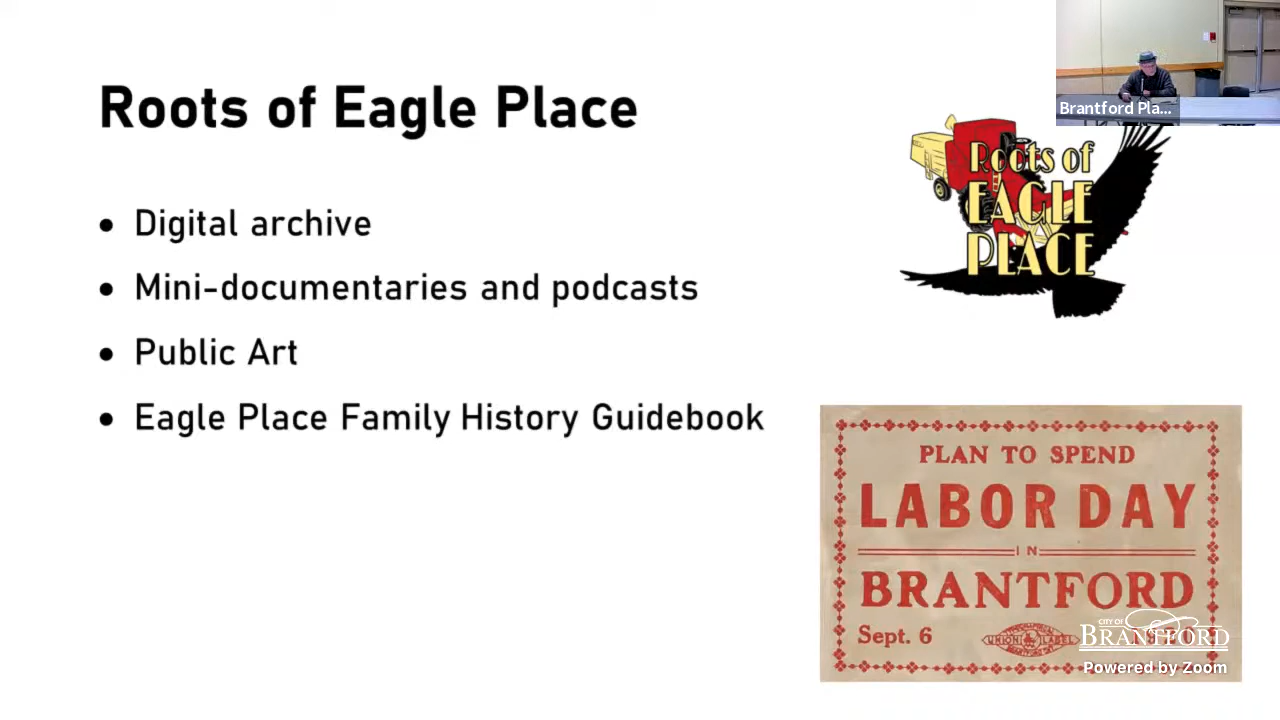 Roots of Eagle Place
• Digital archive
• Mini-documentaries and podcasts
• Public Art
• Eagle Place Family History Guidebook
Brantford Pla...
Roots of
EAGLE
PLACE
PLAN TO SPEND
LABOR DAY
IN
BRANTFORD
Sept. 6
UNION LABEL
CITY OF
BRANTFORD
Powered by Zoom